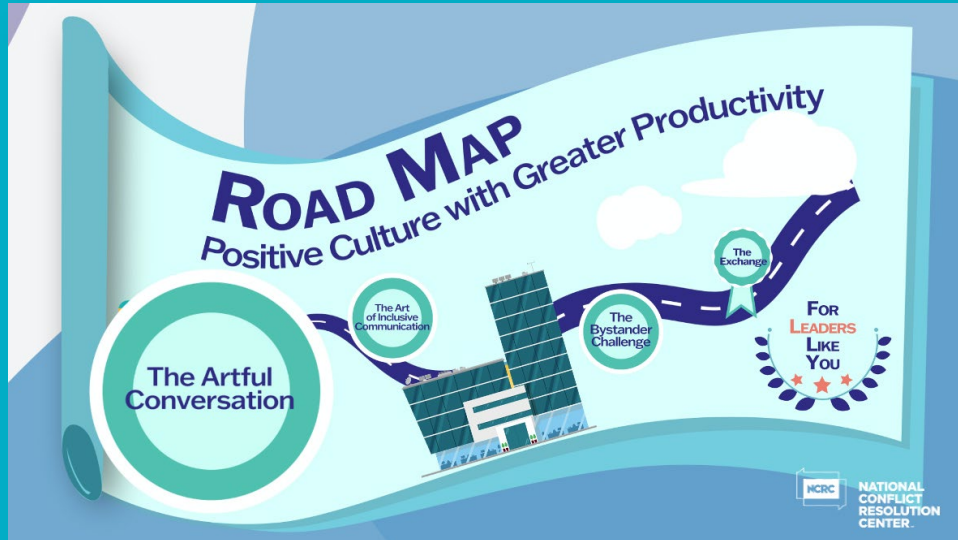 ROAD MAP
Positive Culture with Greater Productivity
The Artful
Conversation
The Art
of Inclusive
Communication
The
Bystander
Challenge
The
Exchange
FOR
LEADERS
LIKE
YOU
NCRC
NATIONAL
CONFLICT
RESOLUTION
CENTER